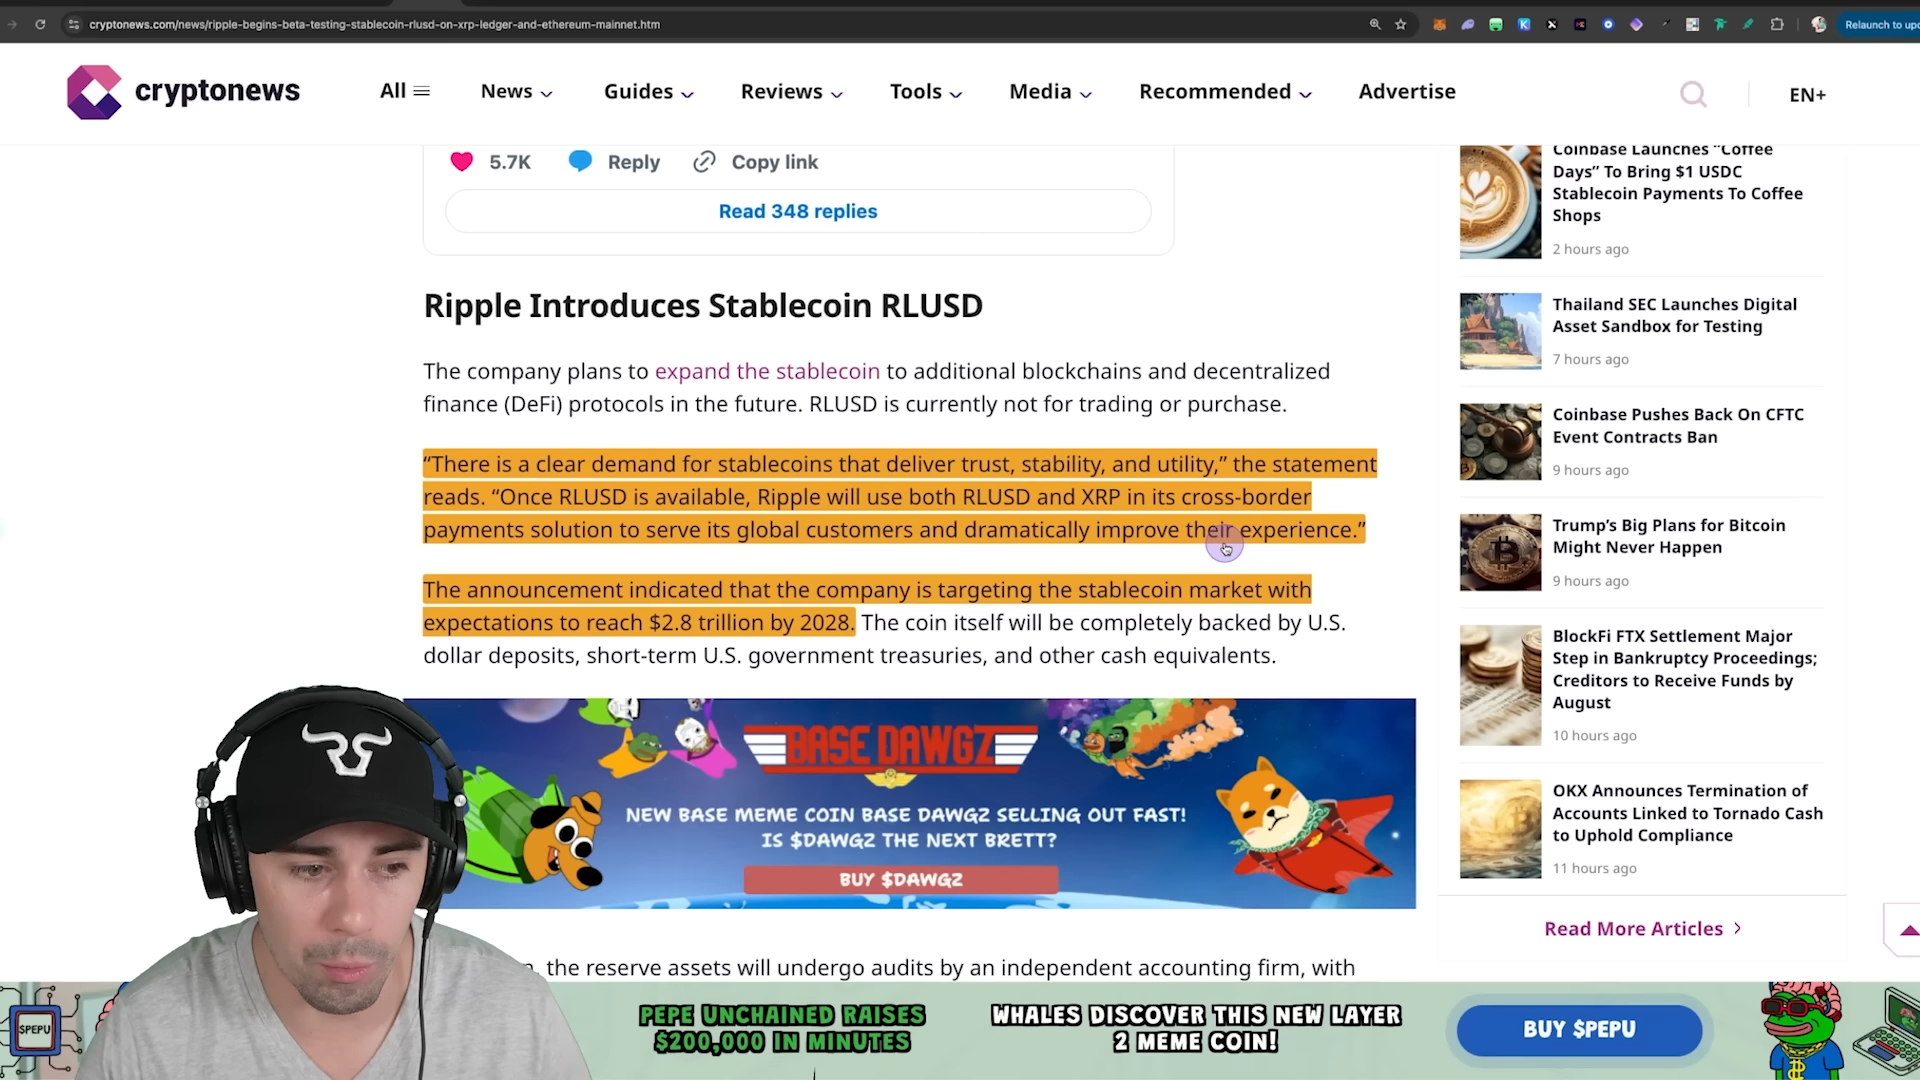 cryptonews.com/news/ripple-begins-beta-testing-stablecoin-rlusd-on-xrp-ledger-and-ethereum-mainnet.htm
Relaunch to upd
cryptonews
All
News
Guides
Reviews
Tools
Media
Recommended
Advertise
EN+
5.7K
Reply
Copy link
Read 348 replies
Ripple Introduces Stablecoin RLUSD
The company plans to expand the stablecoin to additional blockchains and decentralized
finance (DeFi) protocols in the future. RLUSD is currently not for trading or purchase.
“There is a clear demand for stablecoins that deliver trust, stability, and utility,” the statement
reads. “Once RLUSD is available, Ripple will use both RLUSD and XRP in its cross-border
payments solution to serve its global customers and dramatically improve their experience.”
The announcement indicated that the company is targeting the stablecoin market with
expectations to reach $2.8 trillion by 2028. The coin itself will be completely backed by U.S.
dollar deposits, short-term U.S. government treasuries, and other cash equivalents.
BASE DAWGZ
NEW BASE MEME COIN BASE DAWGZ SELLING OUT FAST!
IS $DAWGZ THE NEXT BRETT?
BUY $DAWGZ
, the reserve assets will undergo audits by an independent accounting firm, with
Coinbase Launches “Coffee
Days” To Bring $1 USDC
Stablecoin Payments To Coffee
Shops
2 hours ago
Thailand SEC Launches Digital
Asset Sandbox for Testing
7 hours ago
Coinbase Pushes Back On CFTC
Event Contracts Ban
9 hours ago
Trump’s Big Plans for Bitcoin
Might Never Happen
9 hours ago
BlockFi FTX Settlement Major
Step in Bankruptcy Proceedings;
Creditors to Receive Funds by
August
10 hours ago
OKX Announces Termination of
Accounts Linked to Tornado Cash
to Uphold Compliance
11 hours ago
Read More Articles
$PEPU
PEPE UNCHAINED RAISES
$200,000 IN MINUTES
WHALES DISCOVER THIS NEW LAYER
2 MEME COIN!
BUY $PEPU